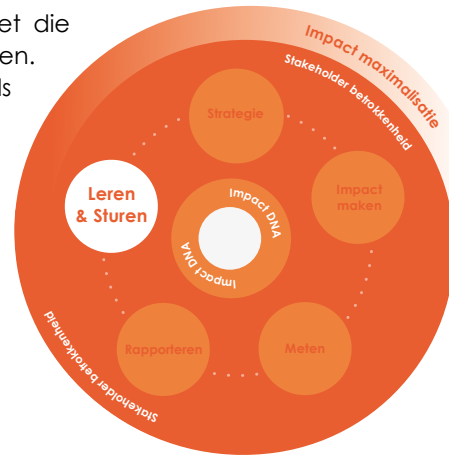 et die
en.
ls
Impact maximalisatie
Stakeholder betrokkenheid
Strategie
Leren
& Sturen
Impact
maken
Impact DNA
Impact DNA
Rapporteren
Meten
Stakeholder betrokkenheid